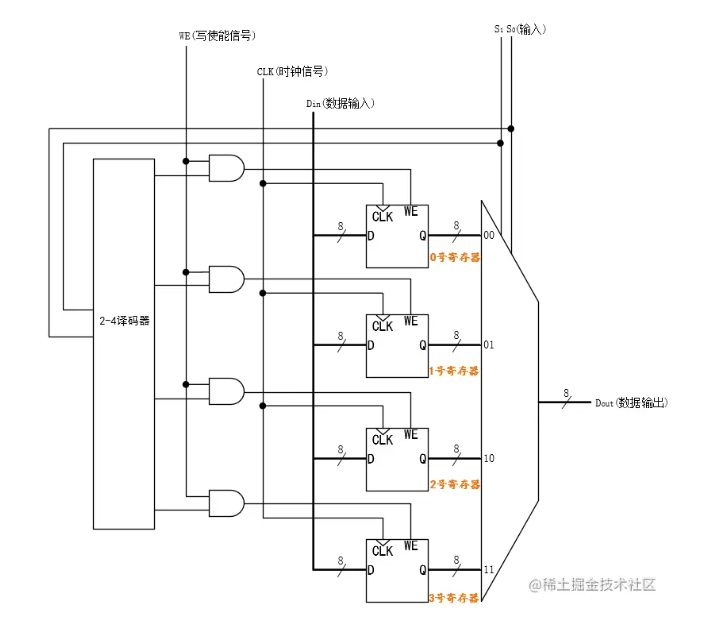 WE(写使能信号)
S₁ S₀(输入)
CLK(时钟信号)
Din(数据输入)
2-4译码器
8
CLK
WE
D
Q
8
00
0号寄存器
8
CLK
WE
D
Q
8
01
1号寄存器
8
Dout(数据输出)
8
CLK
WE
D
Q
8
10
2号寄存器
8
CLK
WE
D
Q
8
11
3号寄存器
@稀土掘金技术社区